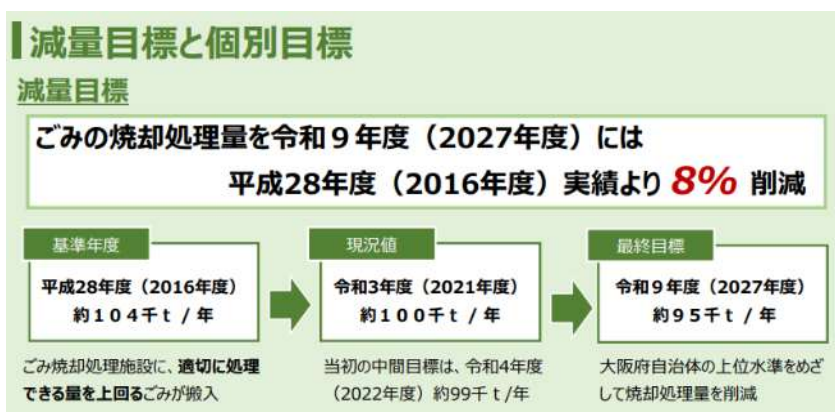 減量目標と個別目標
減量目標
ごみの焼却処理量を令和9年度（2027年度）には
平成28年度（2016年度）実績より 8% 削減
基準年度
平成28年度（2016年度）
約１０４千ｔ / 年
ごみ焼却処理施設に、適切に処理
できる量を上回るごみが搬入
現況値
令和3年度（2021年度）
約１００千ｔ / 年
当初の中間目標は、令和4年度
（2022年度）約99千ｔ/年
最終目標
令和９年度（2027年度）
約９５千ｔ / 年
大阪府自治体の上位水準をめざ
して焼却処理量を削減